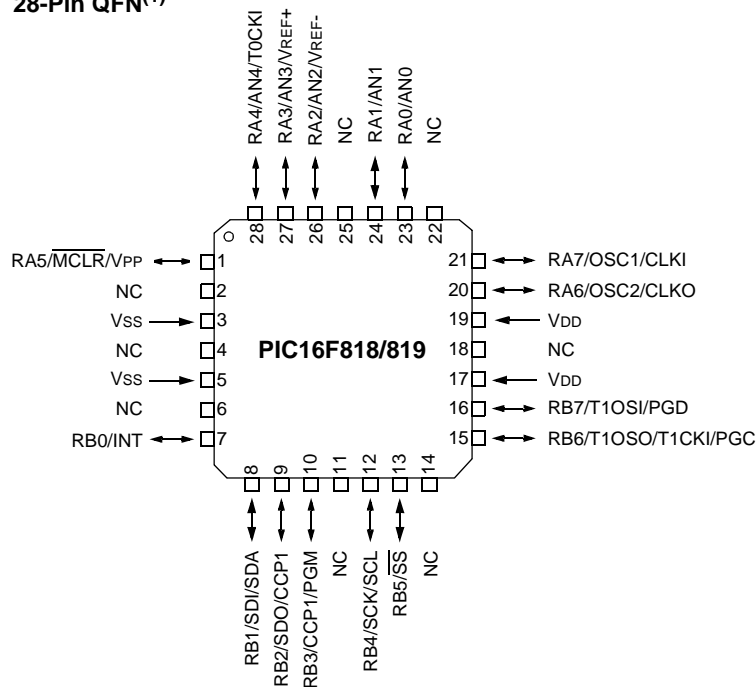 28-Pin QFN(1)
RA4/AN4/T0CKI
RA3/AN3/VREF+
RA2/AN2/VREF-
NC
RA1/AN1
RA0/AN0
NC
28
27
26
25
24
23
22
RA5/MCLR/VPP
1
NC
2
VSS
3
NC
4
VSS
5
NC
6
RB0/INT
7
PIC16F818/819
21
RA7/OSC1/CLKI
20
RA6/OSC2/CLKO
19
VDD
18
NC
17
VDD
16
RB7/T1OSI/PGD
15
RB6/T1OSO/T1CKI/PGC
8
9
10
11
12
13
14
RB1/SDI/SDA
RB2/SDO/CCP1
RB3/CCP1/PGM
NC
RB4/SCK/SCL
RB5/SS
NC